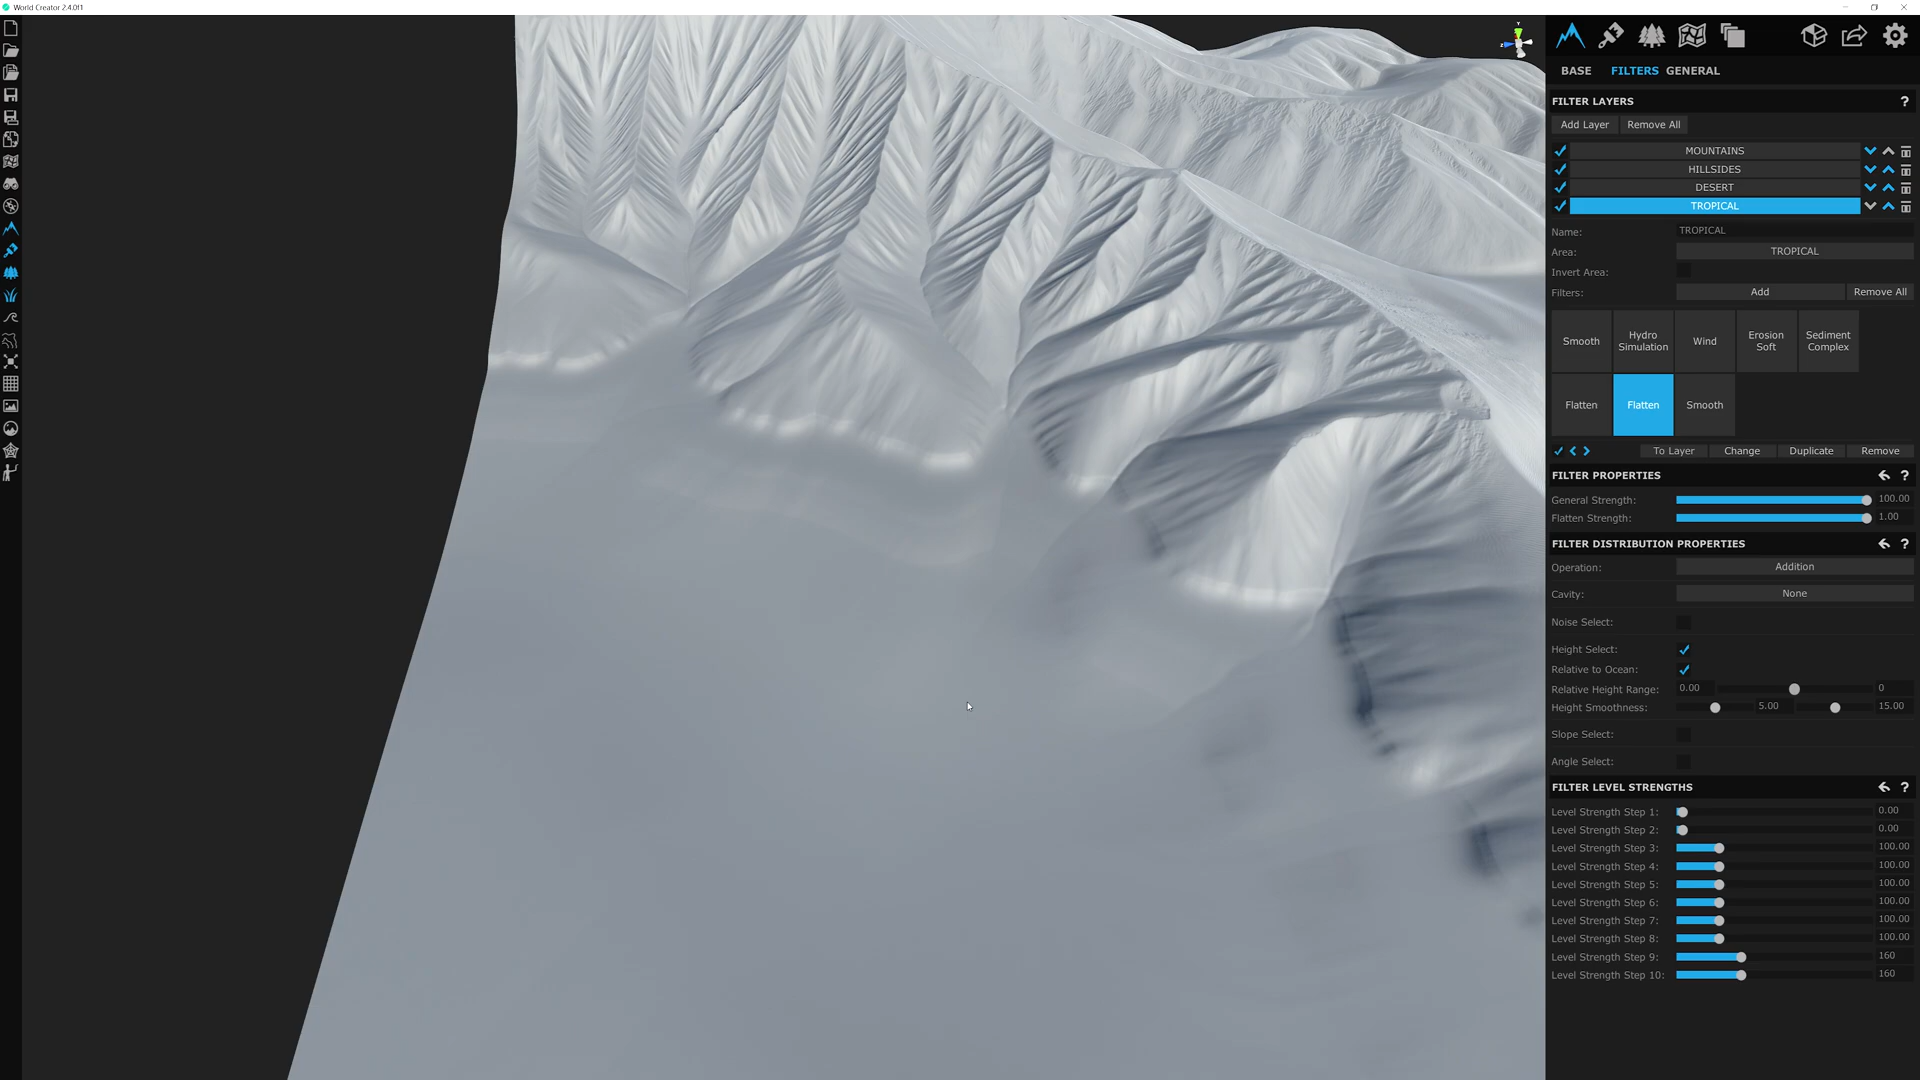 World Creator 2.4.0f1
BASE FILTERS GENERAL
FILTER LAYERS ?
Add Layer Remove All
MOUNTAINS
HILLSIDES
DESERT
TROPICAL
Name: TROPICAL
Area: TROPICAL
Invert Area:
Filters: Add Remove All
Smooth Hydro Simulation Wind Erosion Soft Sediment Complex
Flatten Flatten Smooth
To Layer Change Duplicate Remove
FILTER PROPERTIES ?
General Strength: 100.00
Flatten Strength: 1.00
FILTER DISTRIBUTION PROPERTIES ?
Operation: Addition
Cavity: None
Noise Select:
Height Select:
Relative to Ocean:
Relative Height Range: 0.00 0
Height Smoothness: 5.00 15.00
Slope Select:
Angle Select:
FILTER LEVEL STRENGTHS ?
Level Strength Step 1: 0.00
Level Strength Step 2: 0.00
Level Strength Step 3: 100.00
Level Strength Step 4: 100.00
Level Strength Step 5: 100.00
Level Strength Step 6: 100.00
Level Strength Step 7: 100.00
Level Strength Step 8: 100.00
Level Strength Step 9: 160
Level Strength Step 10: 160